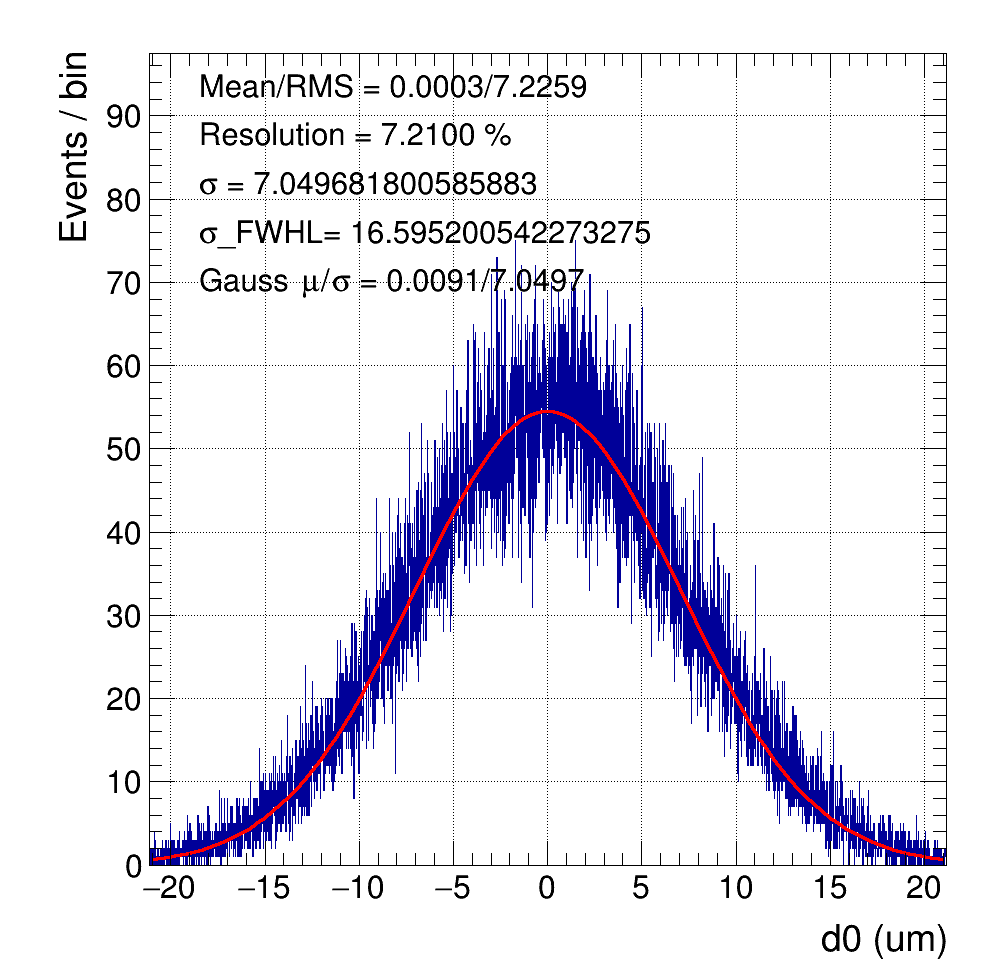 Events / bin
Mean/RMS = 0.0003/7.2259
Resolution = 7.2100 %
σ = 7.049681800585883
σ_FWHL= 16.595200542273275
Gauss μ/σ = 0.0091/7.0497
90
80
70
60
50
40
30
20
10
0
−20 −15 −10 −5 0 5 10 15 20
d0 (um)